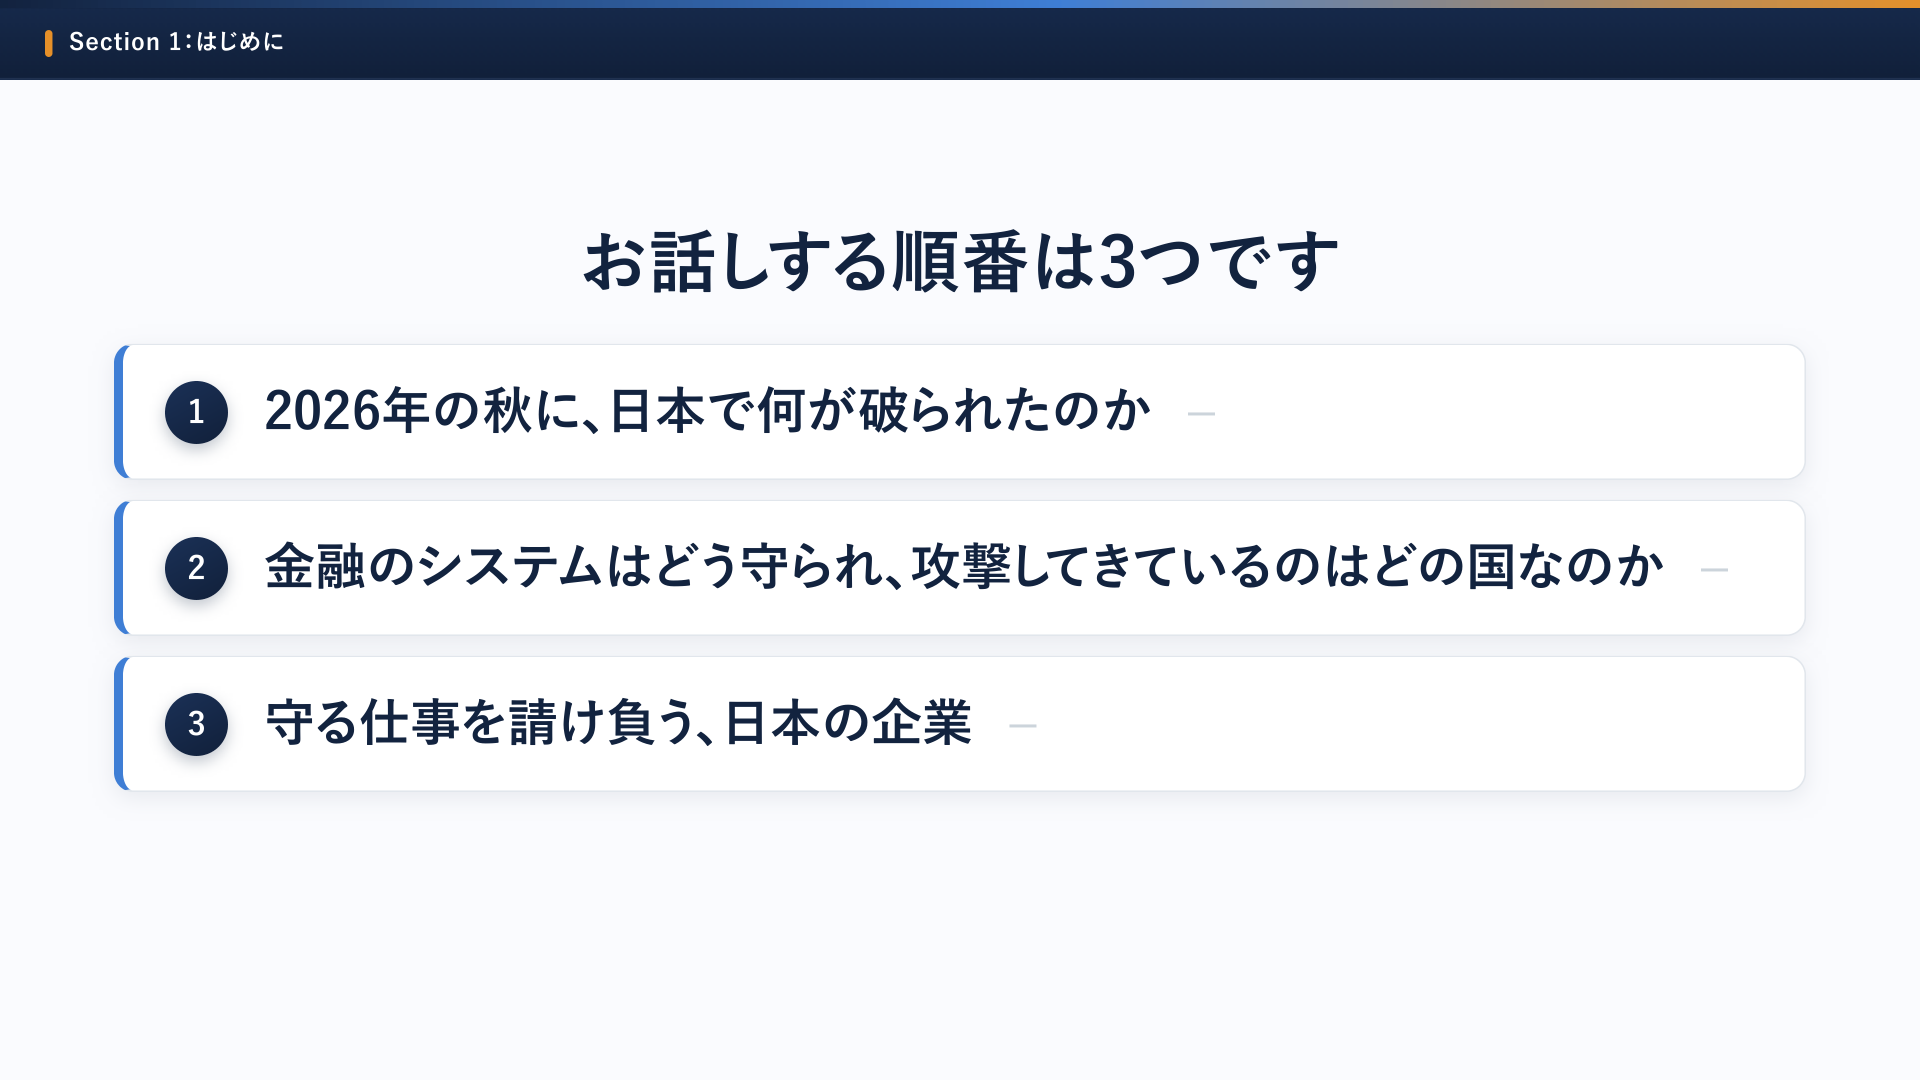 Section 1：はじめに
お話しする順番は3つです
1 2026年の秋に、日本で何が破られたのか —
2 金融のシステムはどう守られ、攻撃してきているのはどの国なのか —
3 守る仕事を請け負う、日本の企業 —